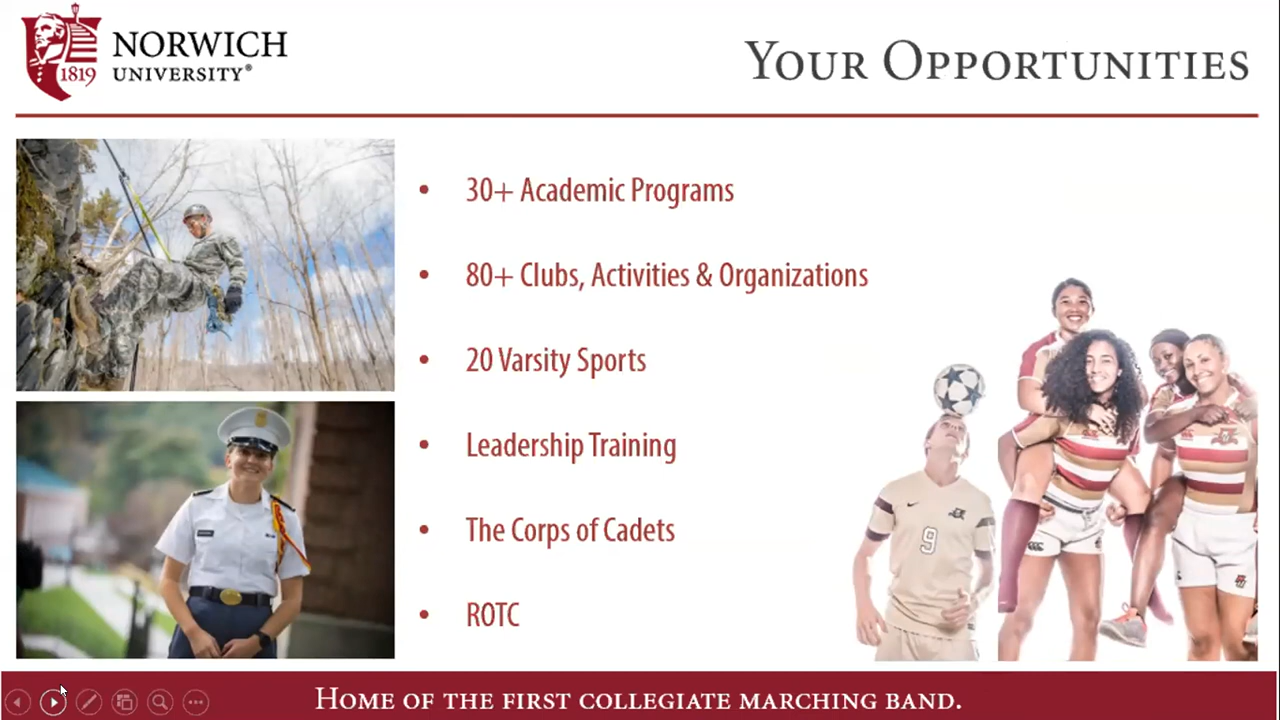 NORWICH
UNIVERSITY®
1819
YOUR OPPORTUNITIES
• 30+ Academic Programs
• 80+ Clubs, Activities & Organizations
• 20 Varsity Sports
• Leadership Training
• The Corps of Cadets
• ROTC
9
HOME OF THE FIRST COLLEGIATE MARCHING BAND.